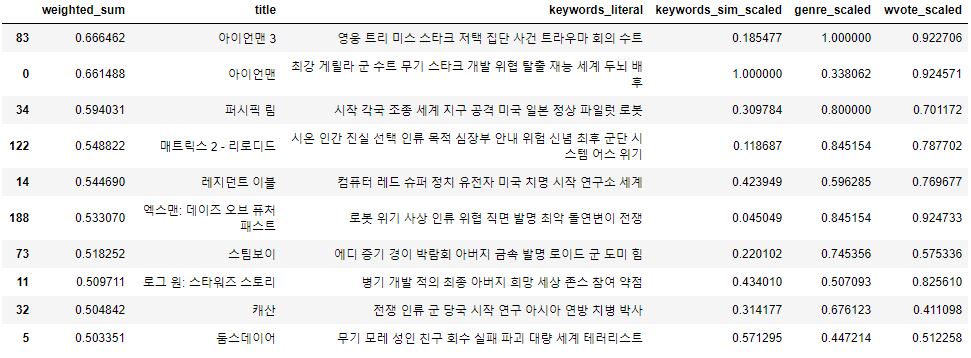 weighted_sum title keywords_literal keywords_sim_scaled genre_scaled wvote_scaled
83 0.666462 아이언맨 3 영웅 트리 미스 스타크 저택 집단 사건 트라우마 회의 수트 0.185477 1.000000 0.922706
0 0.661488 아이언맨 최강 게릴라 군 수트 무기 스타크 개발 위협 탈출 재능 세계 두뇌 배
후 1.000000 0.338062 0.924571
34 0.594031 퍼시픽 림 시작 각국 조종 세계 지구 공격 미국 일본 정상 파일럿 로봇 0.309784 0.800000 0.701172
122 0.548822 매트릭스 2 - 리로디드 시온 인간 진실 선택 인류 목적 심장부 안내 위험 신념 최후 군단 시
스템 어스 위기 0.118687 0.845154 0.787702
14 0.544690 레지던트 이블 컴퓨터 레드 슈퍼 정치 유전자 미국 치명 시작 연구소 세계 0.423949 0.596285 0.769677
188 0.533070 엑스맨: 데이즈 오브 퓨처
패스트 로봇 위기 사상 인류 위협 직면 발명 최악 돌연변이 전쟁 0.045049 0.845154 0.924733
73 0.518252 스팀보이 에디 증기 경이 박람회 아버지 금속 발명 로이드 군 도미 힘 0.220102 0.745356 0.575336
11 0.509711 로그 원: 스타워즈 스토리 병기 개발 적의 최종 아버지 희망 세상 존스 참여 약점 0.434010 0.507093 0.825610
32 0.504842 캐산 전쟁 인류 군 당국 시작 연구 아시아 연방 치병 박사 0.314177 0.676123 0.411098
5 0.503351 둠스데이어 무기 모레 성인 친구 회수 실패 파괴 대량 세계 테러리스트 0.571295 0.447214 0.512258